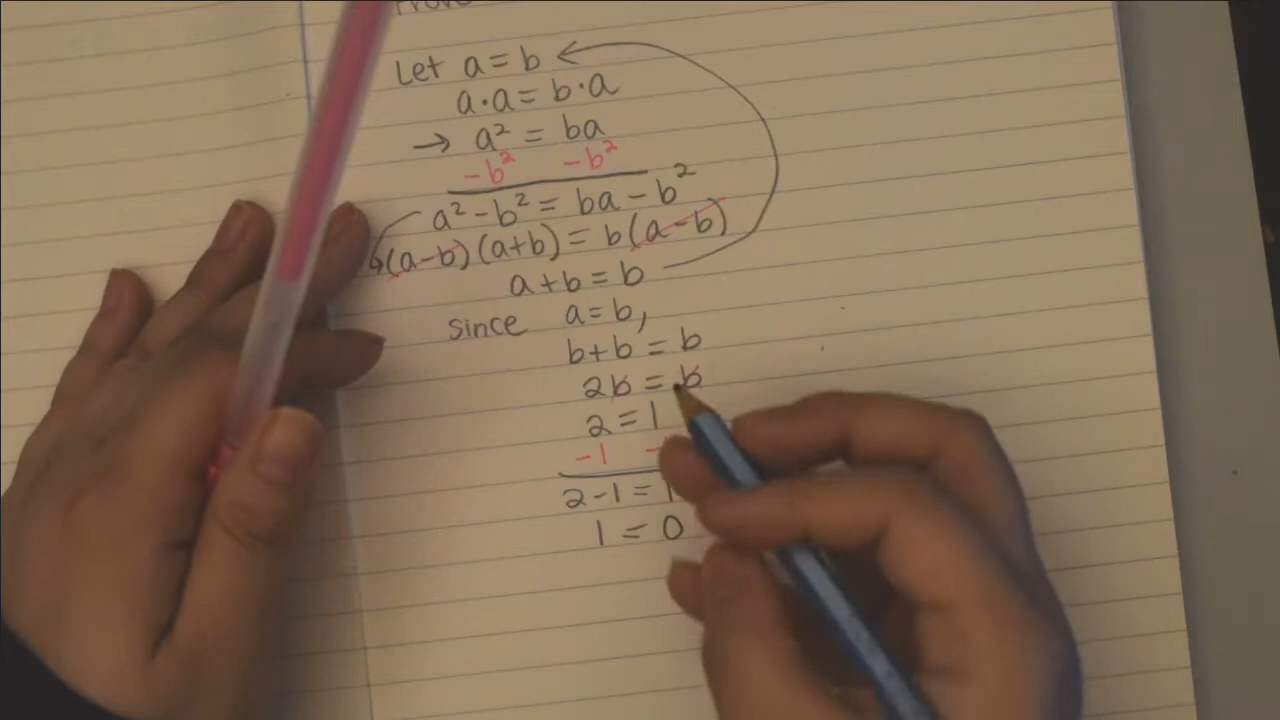 Let a = b
a·a = b·a
→ a² = ba
-b² -b²
a² - b² = ba - b²
(a-b)(a+b) = b(a-b)
a+b = b
since a=b,
b+b = b
2b = b
2 = 1
-1 -
2-1 = 1
1 = 0